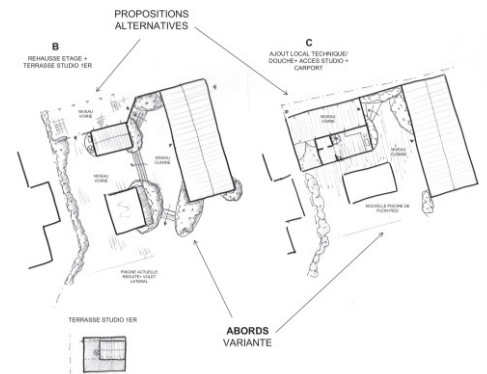 PROPOSITIONS
ALTERNATIVES
B
REHAUSSE ETAGE +
TERRASSE STUDIO 1ER
C
AJOUT LOCAL TECHNIQUE/
DOUCHE+ ACCES STUDIO +
CARPORT
NIVEAU
VOIRIE
NIVEAU
VOIRIE
NIVEAU
CUISINE
PISCINE ACTUELLE
REDUITE+ VOLET
LATERAL
NIVEAU
VOIRIE
NIVEAU
CUISINE
NOUVELLE PISCINE DE
PLEIN-PIED
TERRASSE STUDIO 1ER
ABORDS
VARIANTE